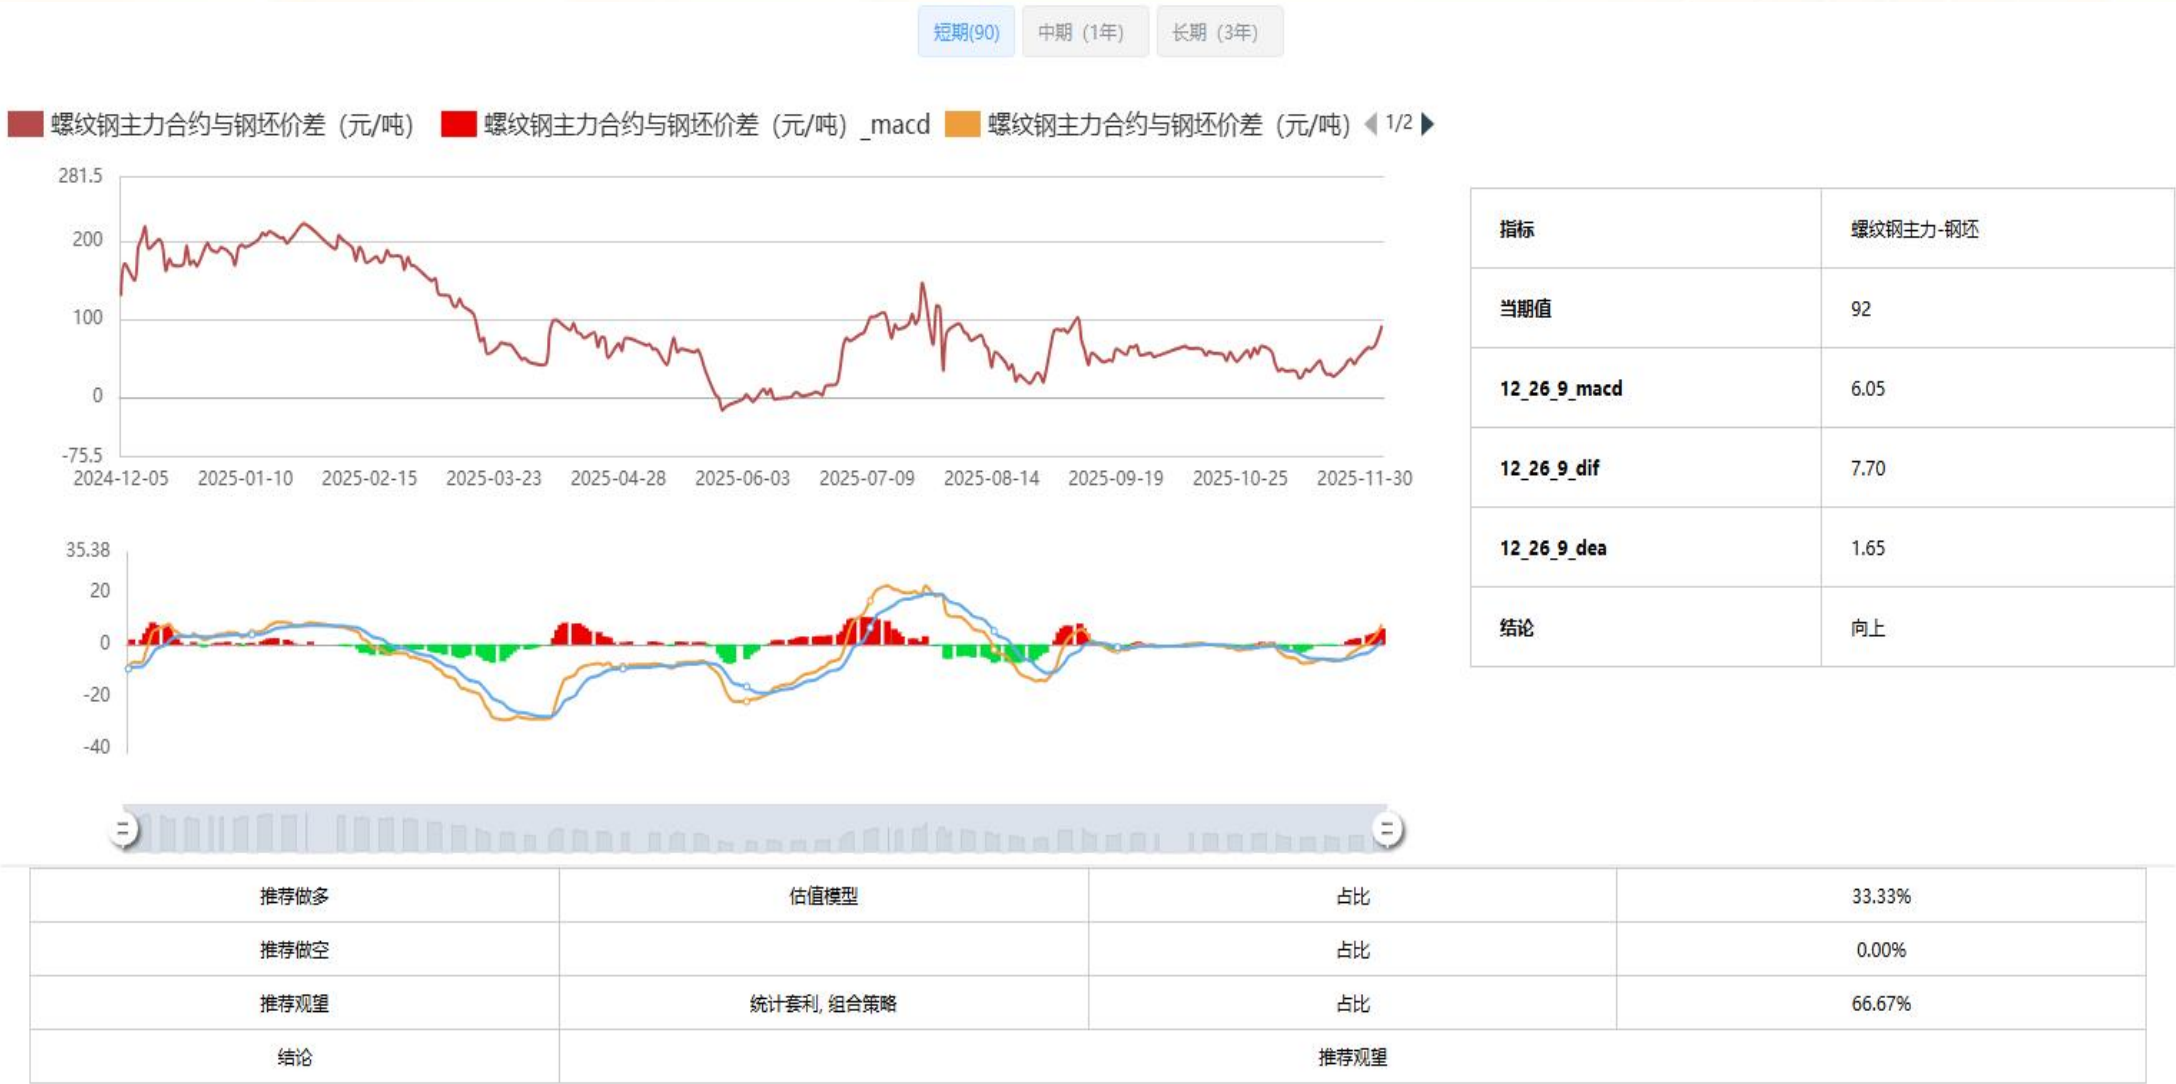 短期(90) 中期（1年） 长期（3年）
螺纹钢主力合约与钢坯价差（元/吨） 螺纹钢主力合约与钢坯价差（元/吨）_macd 螺纹钢主力合约与钢坯价差（元/吨） 1/2
281.5
200
100
0
-75.5
2024-12-05 2025-01-10 2025-02-15 2025-03-23 2025-04-28 2025-06-03 2025-07-09 2025-08-14 2025-09-19 2025-10-25 2025-11-30
35.38
20
0
-20
-40
指标 螺纹钢主力-钢坯
当期值 92
12_26_9_macd 6.05
12_26_9_dif 7.70
12_26_9_dea 1.65
结论 向上
推荐做多 估值模型 占比 33.33%
推荐做空 占比 0.00%
推荐观望 统计套利, 组合策略 占比 66.67%
结论 推荐观望